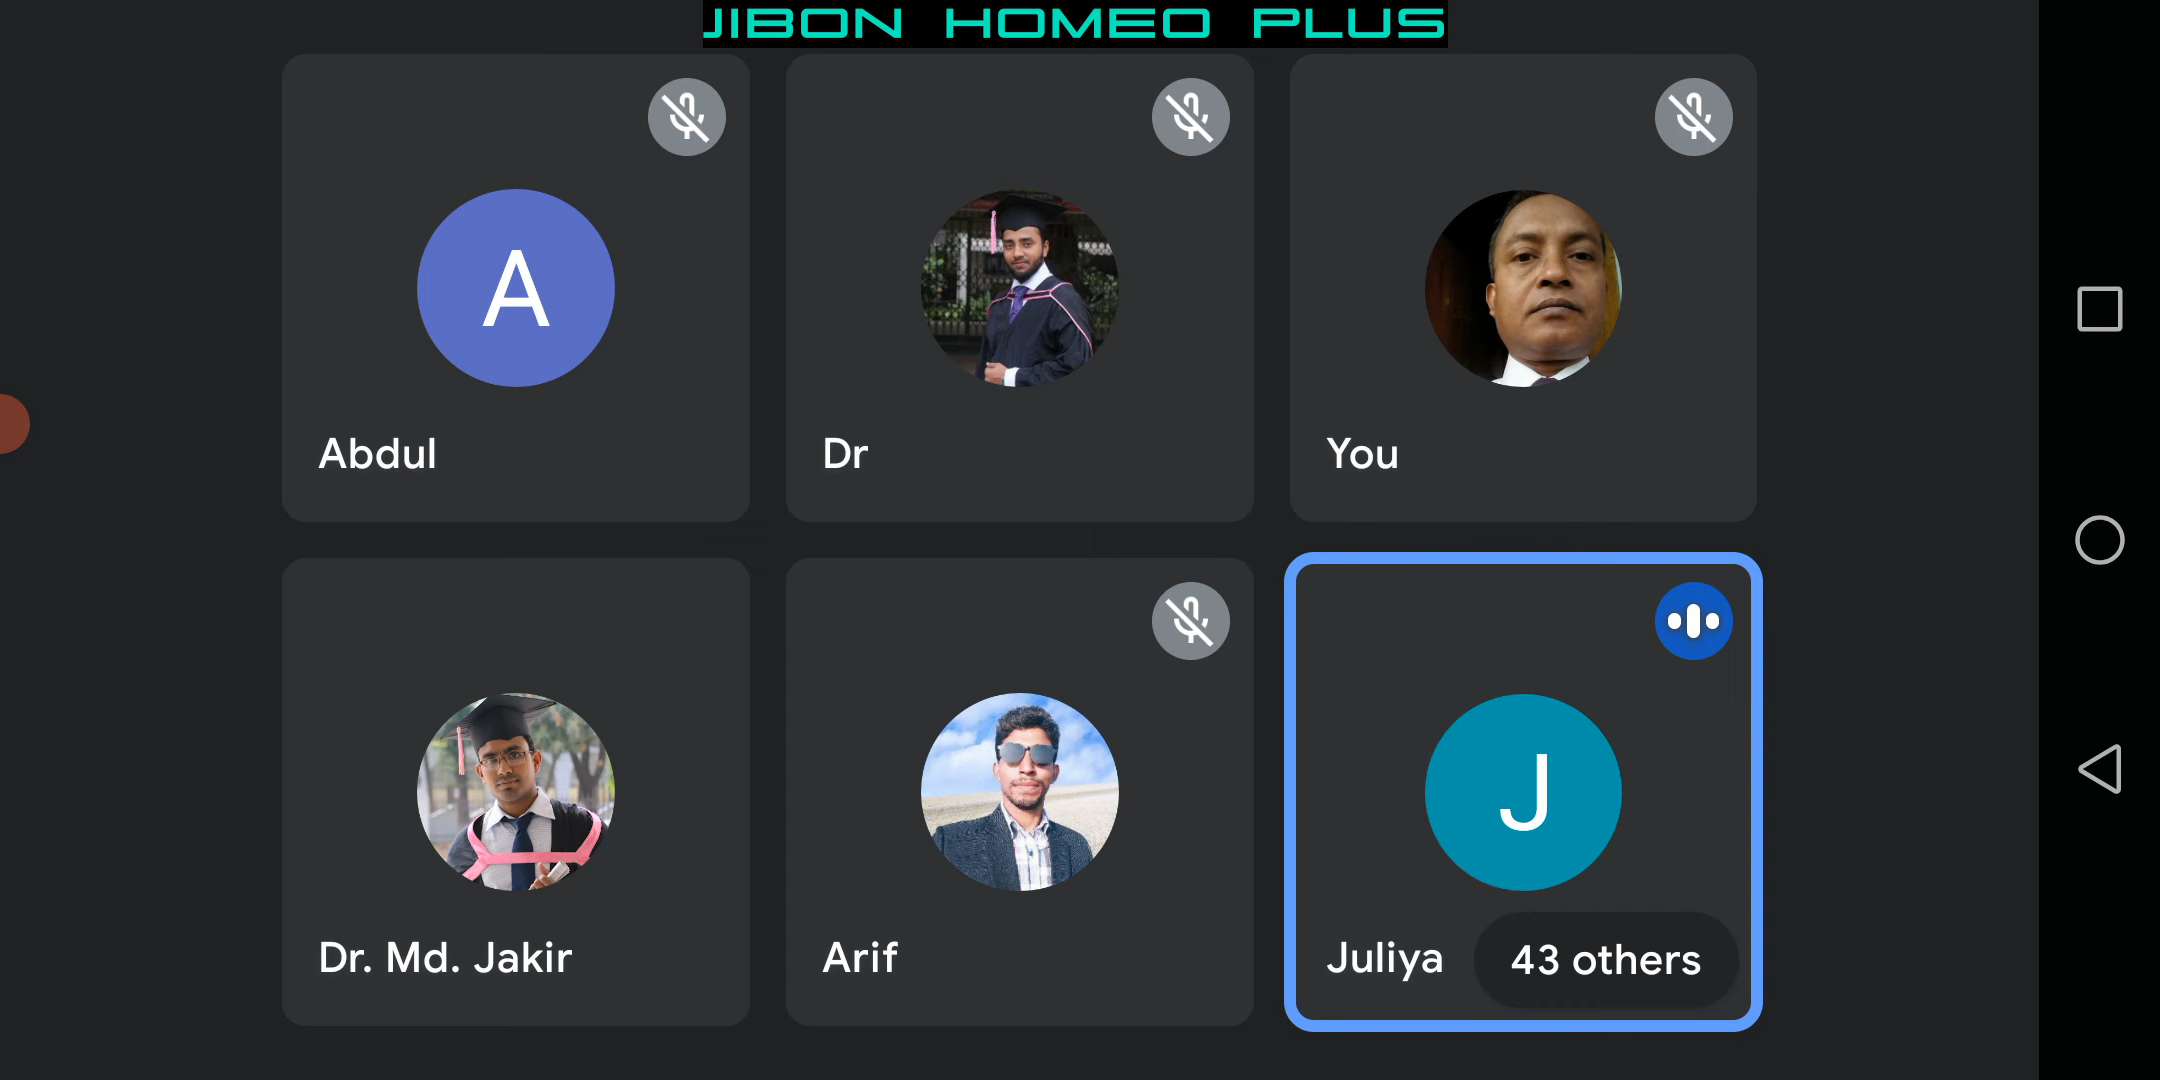 JIBON HOMEO PLUS
A
Abdul
Dr
You
Dr. Md. Jakir
Arif
J
Juliya
43 others